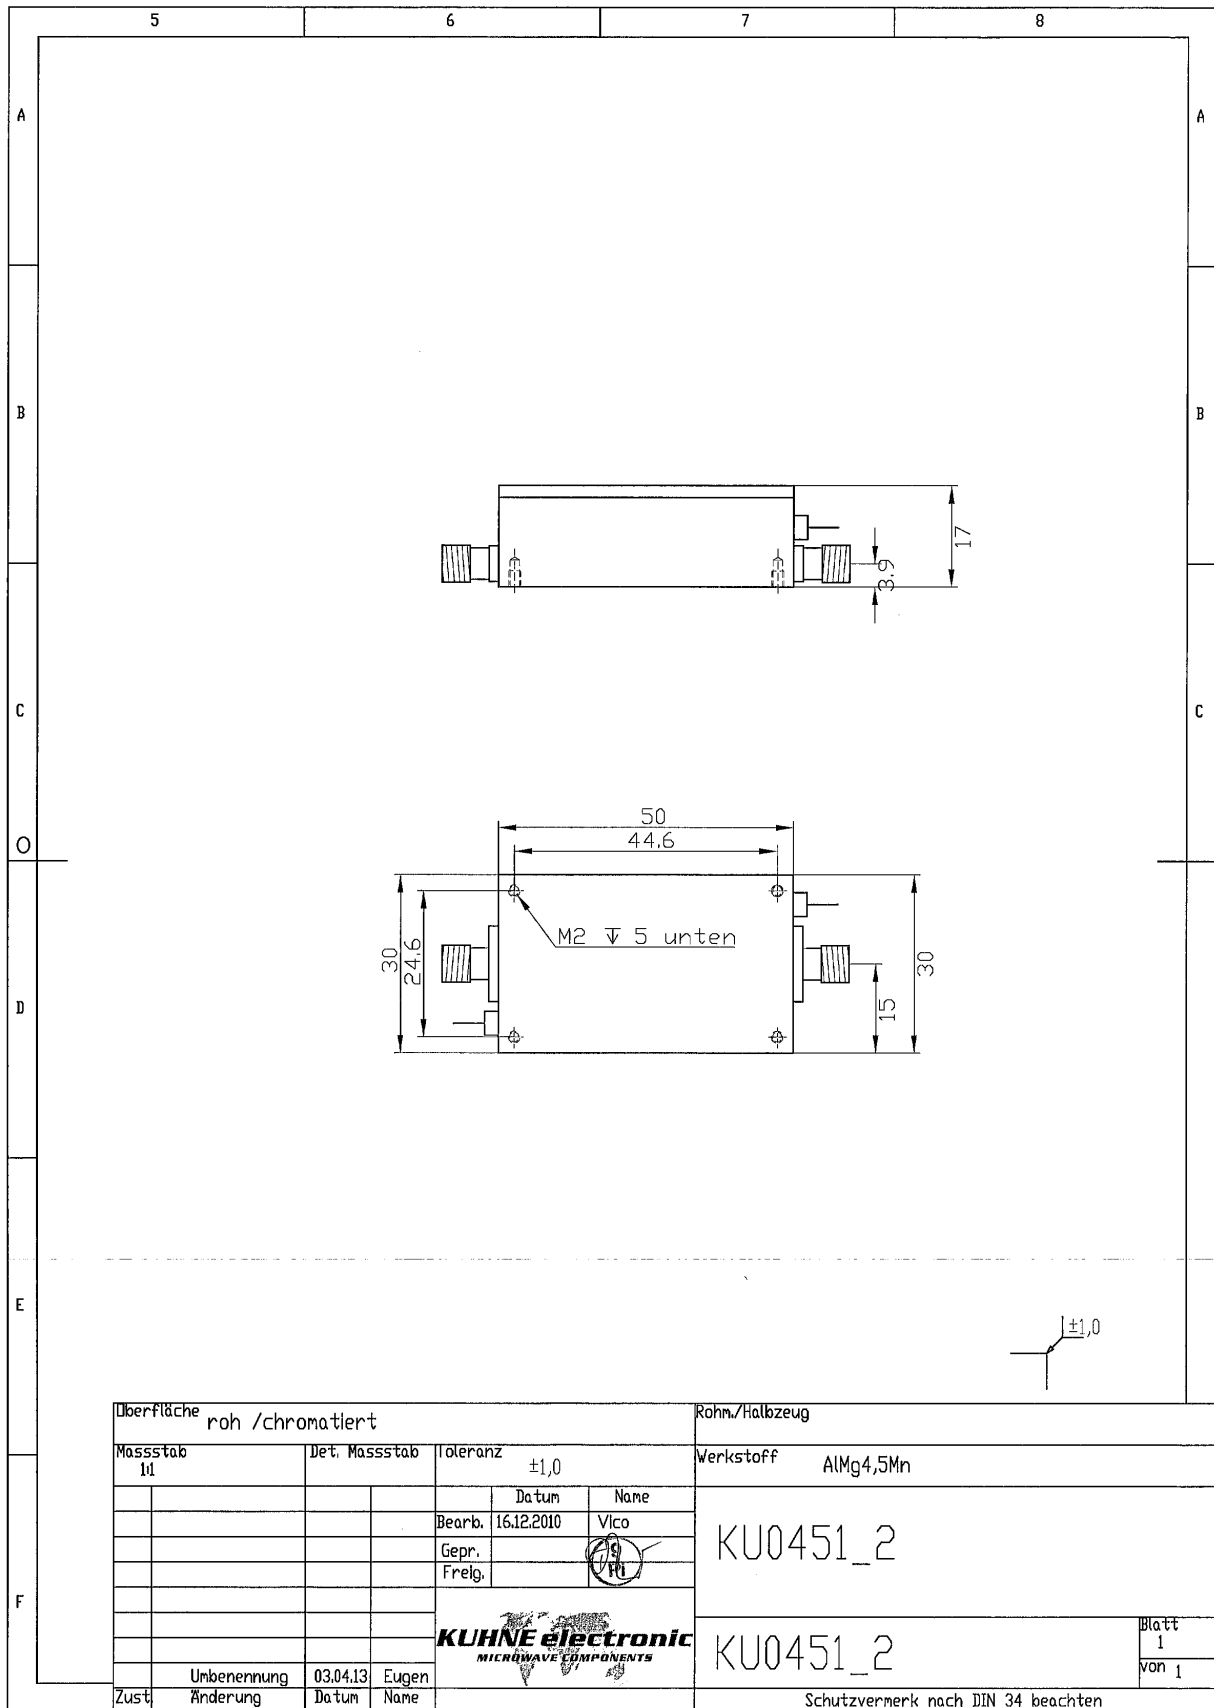 5 6 7 8
A A
B B
17
3.9
C C
50
44.6
O
M2 ↧ 5 unten
30
24.6
30
15
D
E
±1,0
Oberfläche roh /chromatiert
Rohm./Halbzeug
Massstab 1:1
Det. Massstab
Toleranz ±1,0
Werkstoff AlMg4,5Mn
Datum Name
Bearb. 16.12.2010 Vico
Gepr.
Freig.
KU0451_2
F
KUHNE electronic
MICROWAVE COMPONENTS
KU0451_2
Blatt
1
von 1
Umbenennung 03.04.13 Eugen
Zust Änderung Datum Name
Schutzvermerk nach DIN 34 beachten